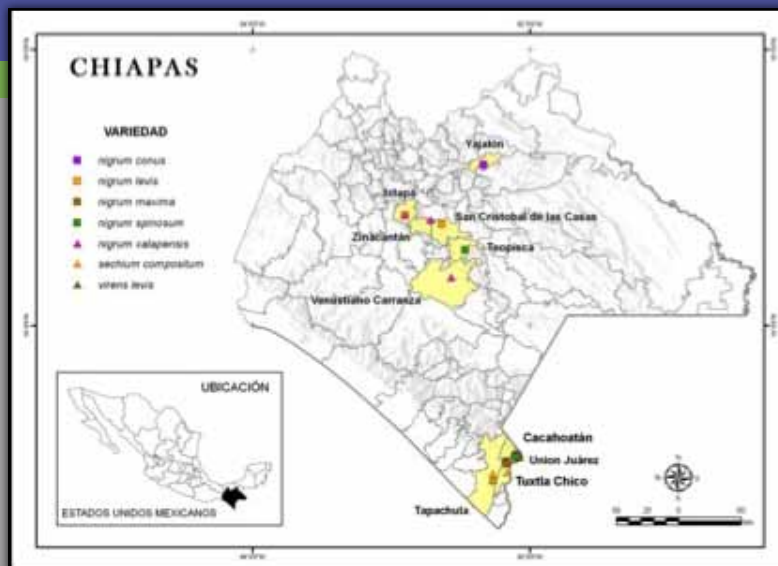 CHIAPAS
VARIEDAD
nigrum conus
nigrum levis
nigrum maxima
nigrum spinosum
nigrum xalapensis
sechium compositum
virens levis
Yajalón
Ixtapa
San Cristobal de las Casas
Zinacantán
Teopisca
Venustiano Carranza
Cacahoatán
Union Juárez
Tuxtla Chico
Tapachula
UBICACIÓN
ESTADOS UNIDOS MEXICANOS